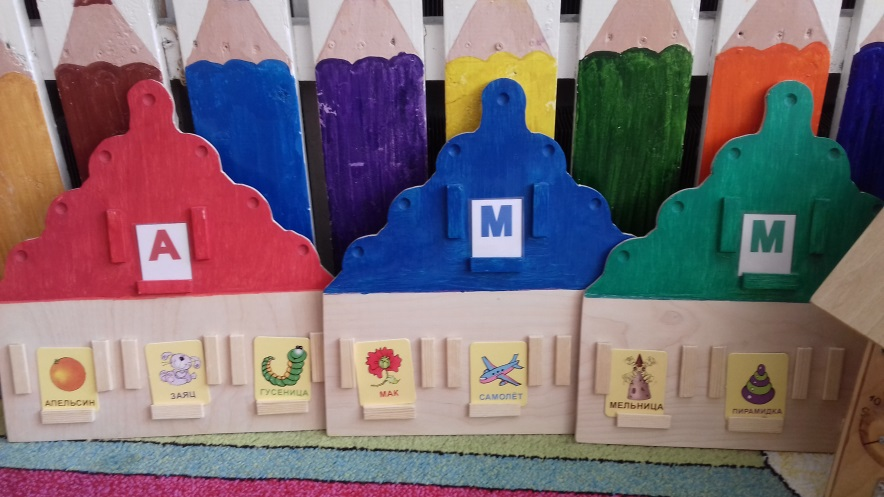 А
М
М
АПЕЛЬСИН
ЗАЯЦ
ГУСЕНИЦА
МАК
САМОЛЁТ
МЕЛЬНИЦА
ПИРАМИДКА